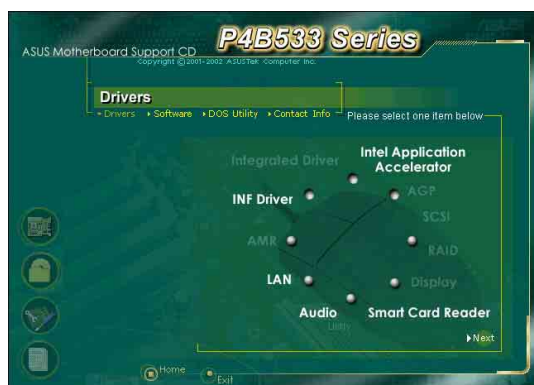 P4B533 Series
ASUS Motherboard Support CD
Copyright ©2001-2002 ASUSTek Computer Inc.
Drivers
Drivers Software DOS Utility Contact Info
Please select one item below
Integrated Driver
Intel Application
Accelerator
INF Driver
AGP
SCSI
AMR
RAID
LAN
Display
Audio
Smart Card Reader
Utility
Next
Home
Exit